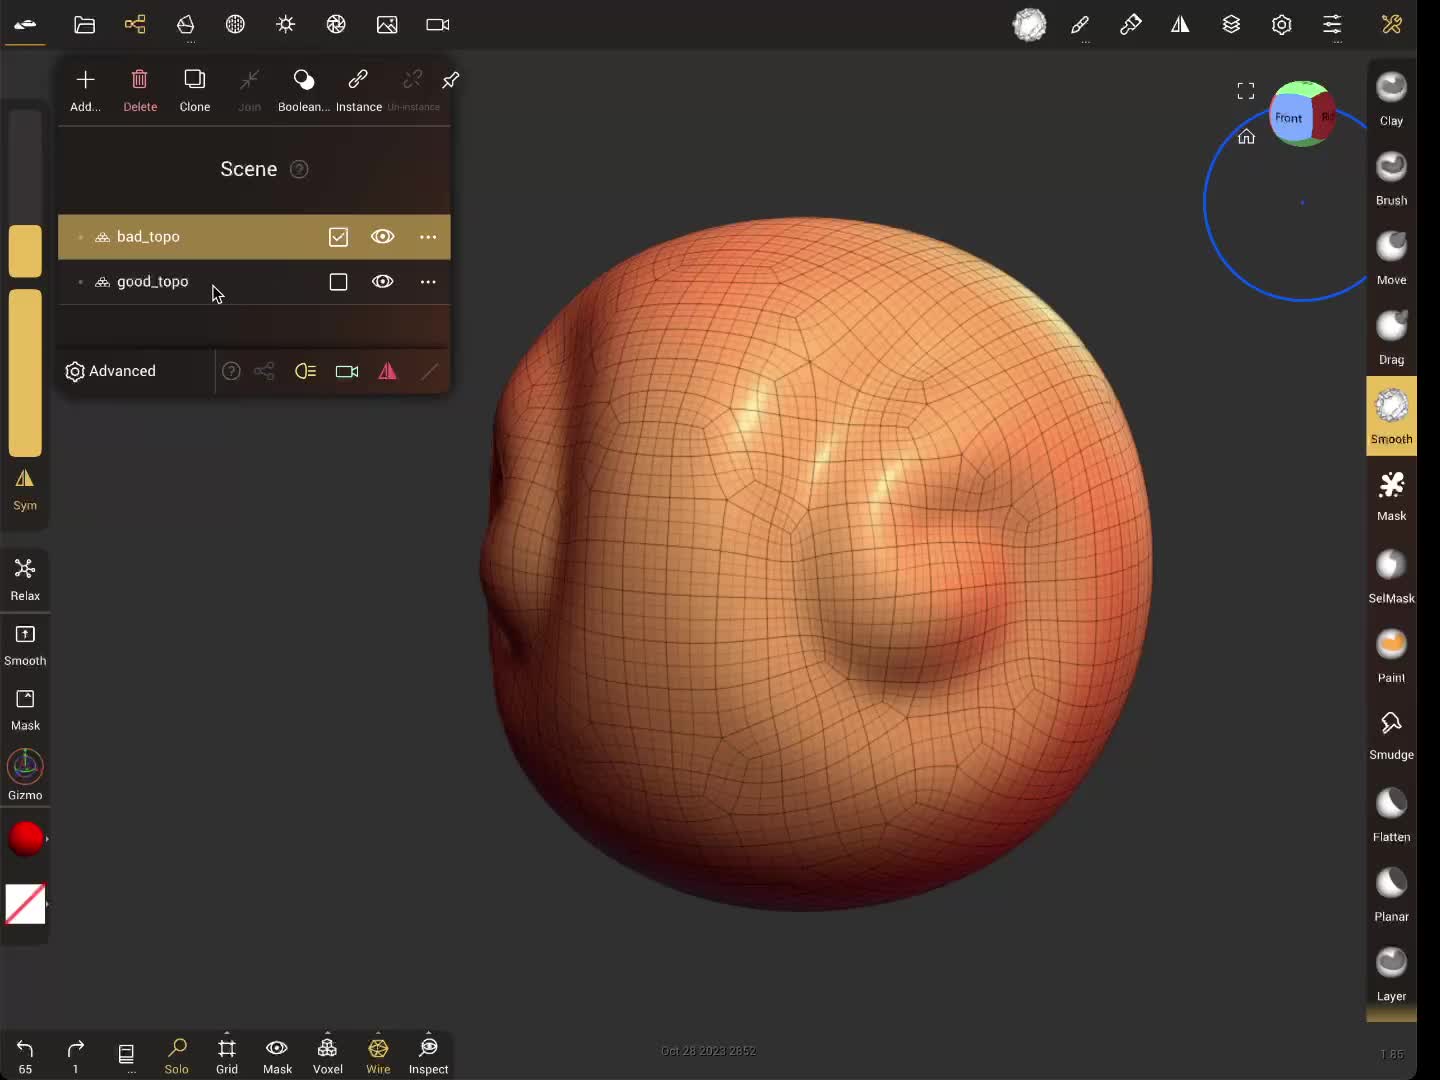 Add...
Delete
Clone
Join
Boolean...
Instance
Un-instance
Scene ?
bad_topo
good_topo
Advanced
?
Sym
Relax
Smooth
Mask
Gizmo
Front
Clay
Brush
Move
Drag
Smooth
Mask
SelMask
Paint
Smudge
Flatten
Planar
Layer
65
1
...
Solo
Grid
Mask
Voxel
Wire
Inspect
Oct 28 2023 2852
1.85